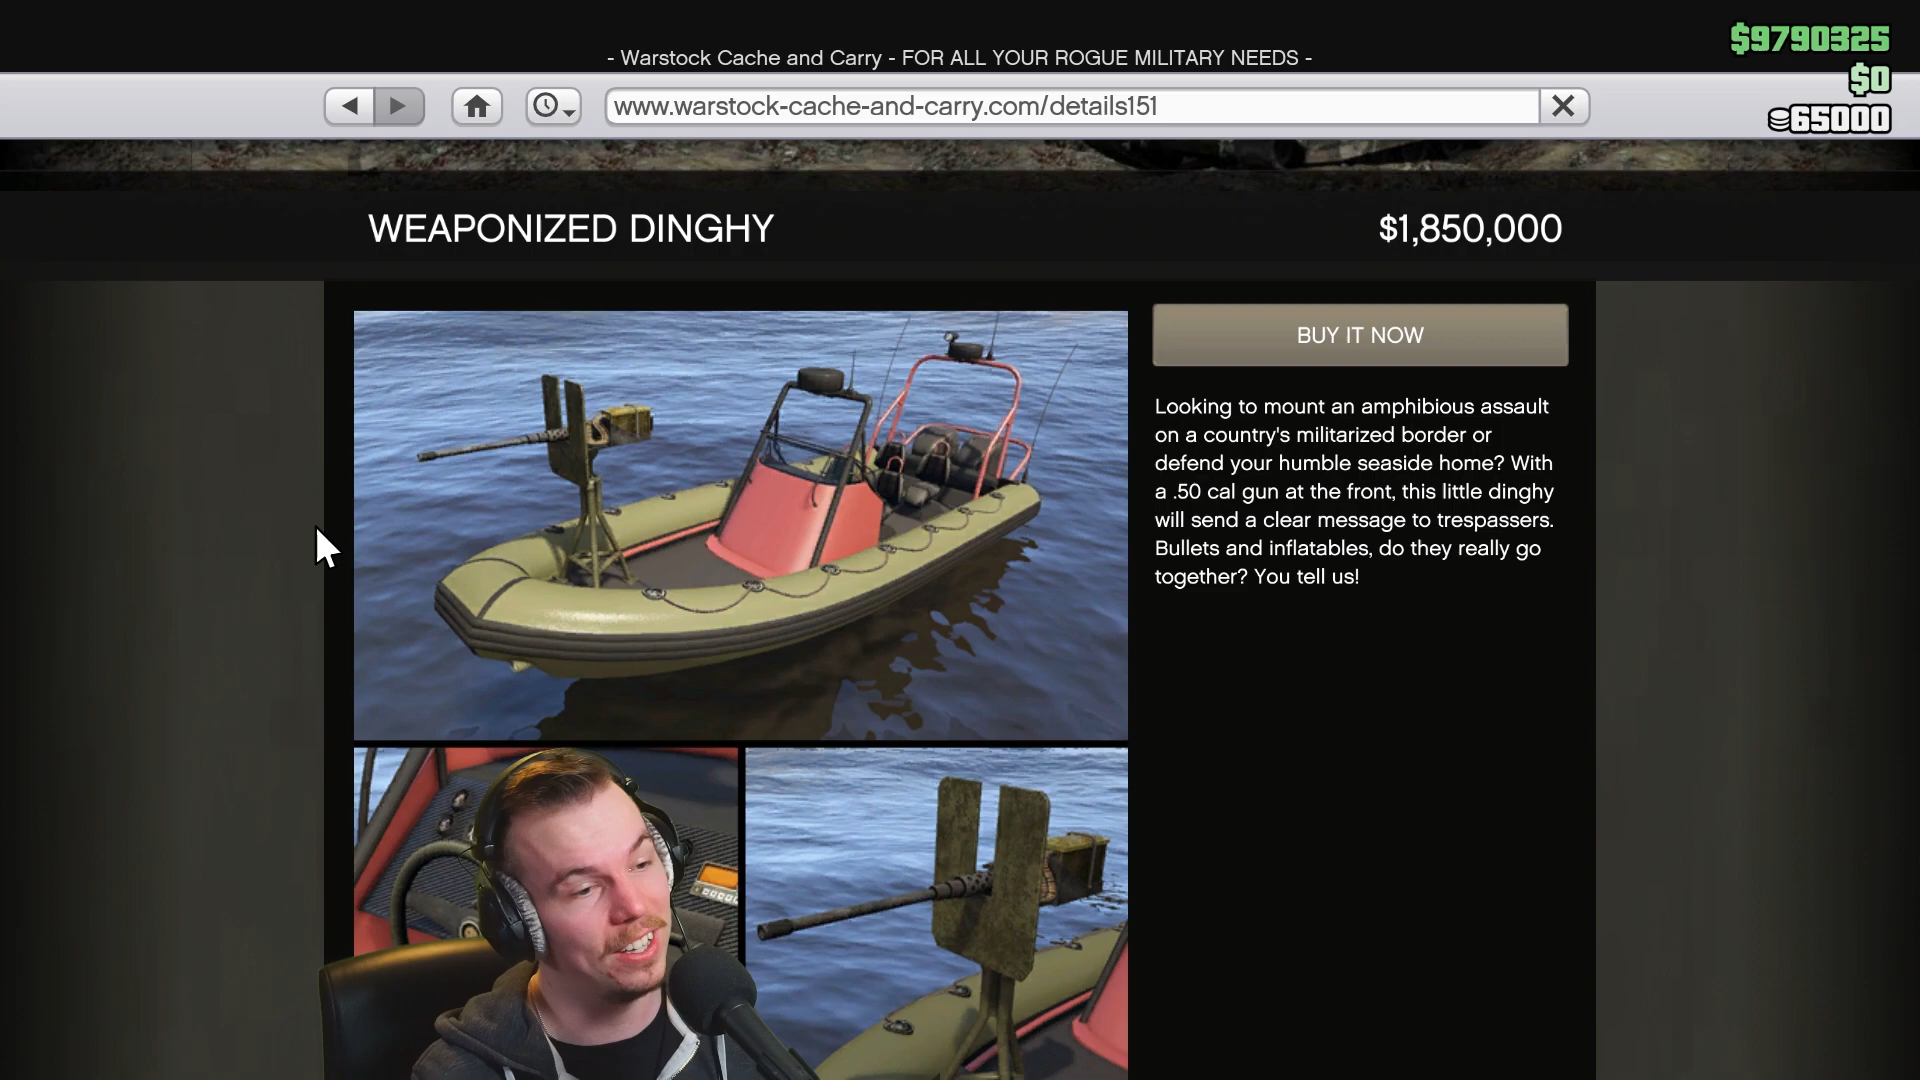 - Warstock Cache and Carry - FOR ALL YOUR ROGUE MILITARY NEEDS -
$9790325
$0
65000
www.warstock-cache-and-carry.com/details151
WEAPONIZED DINGHY
$1,850,000
BUY IT NOW
Looking to mount an amphibious assault
on a country's militarized border or
defend your humble seaside home? With
a .50 cal gun at the front, this little dinghy
will send a clear message to trespassers.
Bullets and inflatables, do they really go
together? You tell us!